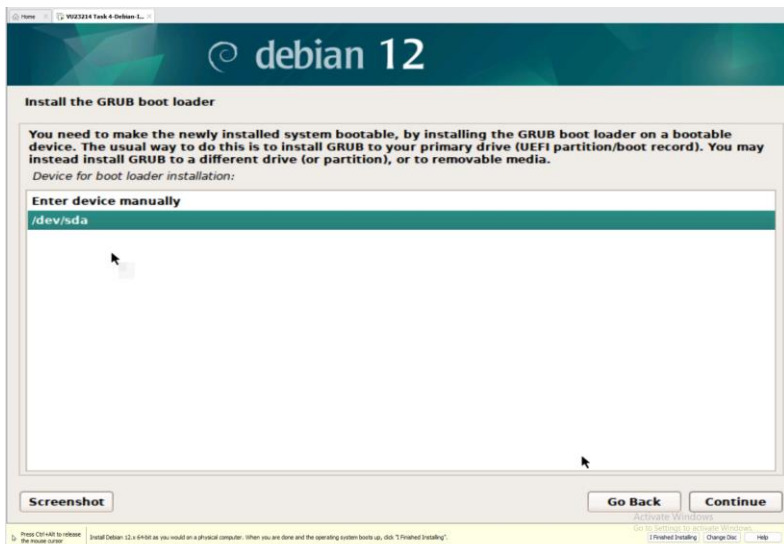 Home
VU23214 Task 4-Debian-1...
debian 12
Install the GRUB boot loader
You need to make the newly installed system bootable, by installing the GRUB boot loader on a bootable
device. The usual way to do this is to install GRUB to your primary drive (UEFI partition/boot record). You may
instead install GRUB to a different drive (or partition), or to removable media.
Device for boot loader installation:
Enter device manually
/dev/sda
Screenshot
Go Back
Continue
Activate Windows
Go to Settings to activate Windows.
Press Ctrl+Alt to release
the mouse cursor
Install Debian 12.x 64-bit as you would on a physical computer. When you are done and the operating system boots up, click "I Finished Installing".
I Finished Installing
Change Disc
Help